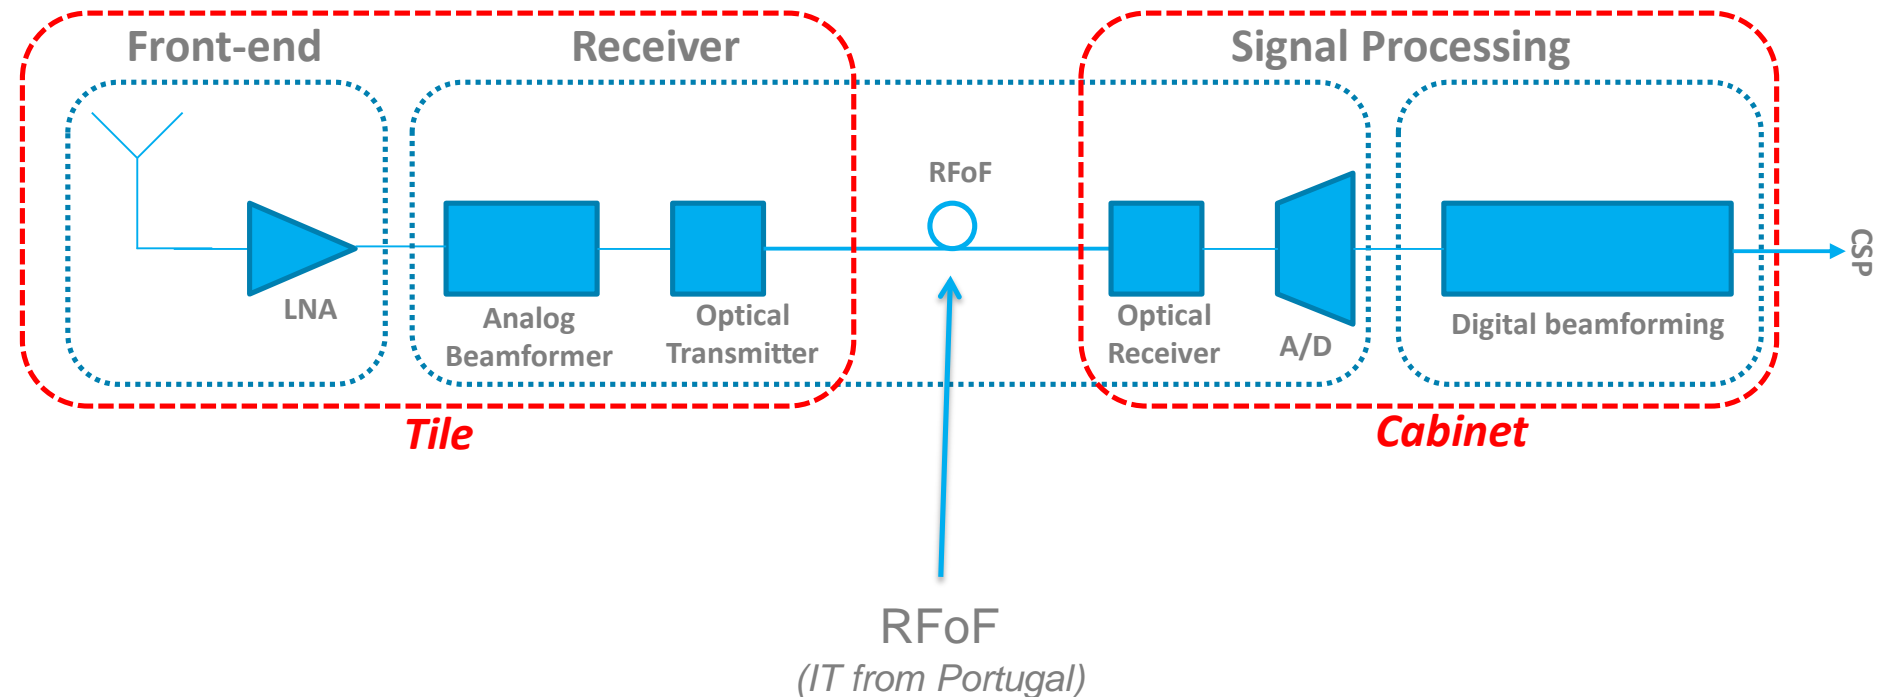 Front-end
Receiver
Signal Processing
RFoF
LNA
Analog
Beamformer
Optical
Transmitter
Optical
Receiver
A/D
Digital beamforming
CSP
Tile
Cabinet
RFoF
(IT from Portugal)